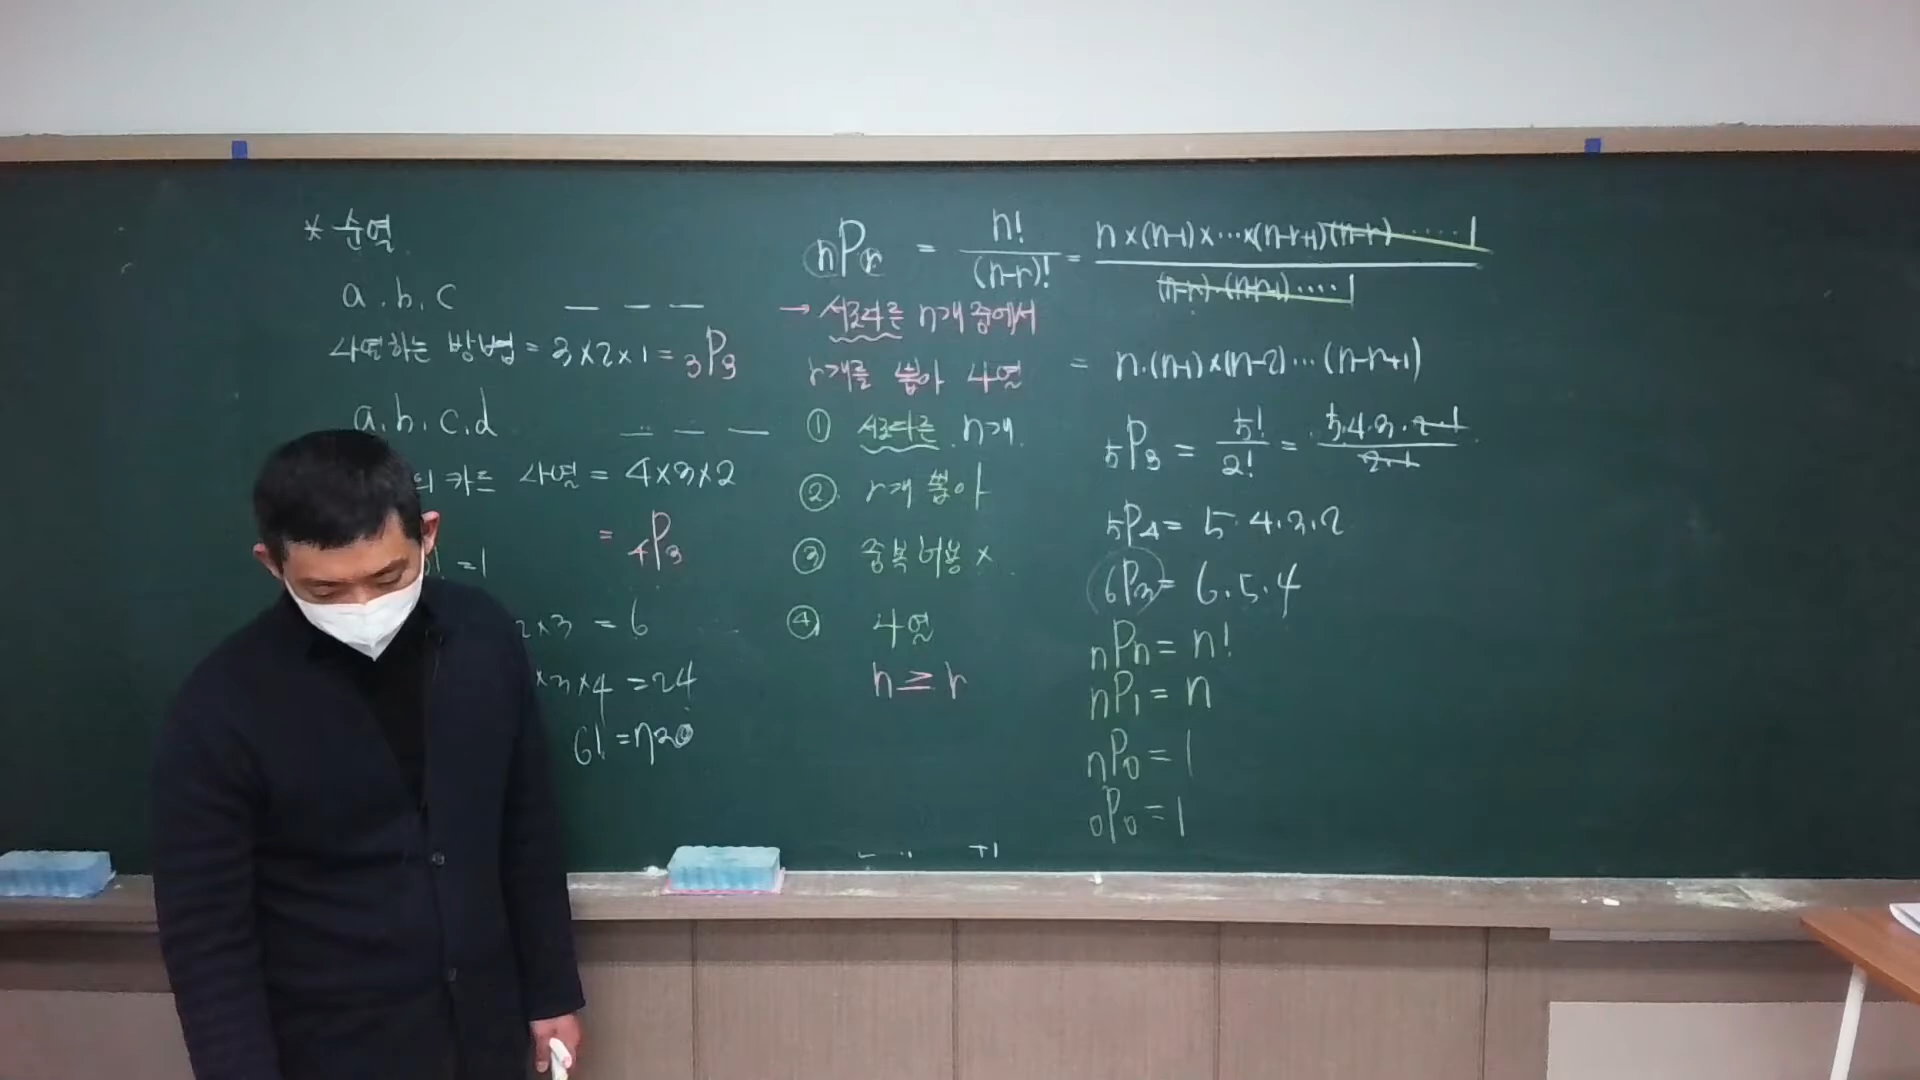 * 순열
a . b . c _ _ _
나열하는 방법 = 3×2×1 = ₃P₃
a . b . c . d _ _ _
의 카드 나열 = 4×3×2
= ₄P₃
! = 1
2×3 = 6
×3×4 = 24
6! = 720
nPr = n!/(n-r)! = n×(n-1)×⋯×(n-r+1)(n-r)⋯⋯1/(n-r)·(n-r-1)⋯⋯1
→ 서로다른 n개 중에서
r개를 뽑아 나열
① 서로다른 n개
② r개 뽑아
③ 중복허용 ×
④ 나열
n ≥ r
= n·(n-1)×(n-2)⋯(n-r+1)
₅P₃ = 5!/2! = 5·4·3·2·1/2·1
₅P₄ = 5·4·3·2
₆P₃ = 6·5·4
nPn = n!
nP₁ = n
nP₀ = 1
₀P₀ = 1